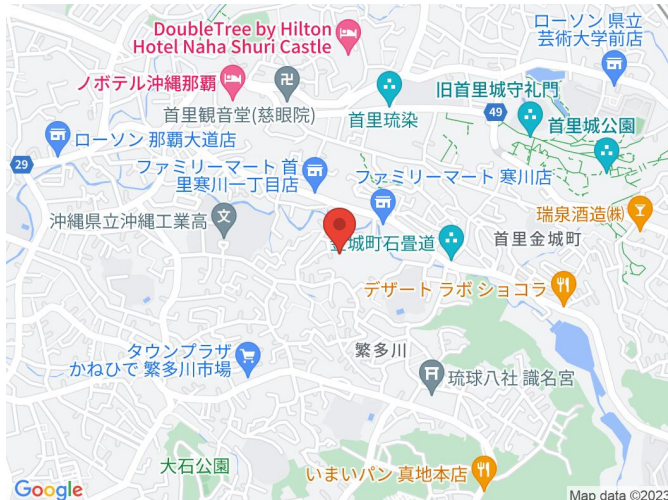 DoubleTree by Hilton
Hotel Naha Shuri Castle
ローソン 県立
芸術大学前店
ノボテル沖縄那覇
首里観音堂(慈眼院)
首里琉染
旧首里城守礼門
49
首里城公園
ローソン 那覇大道店
29
ファミリーマート 首
里寒川一丁目店
ファミリーマート 寒川店
瑞泉酒造㈱
沖縄県立沖縄工業高
文
城町石畳道
首里金城町
デザート ラボ ショコラ
繁多川
タウンプラザ
かねひで 繁多川市場
琉球八社 識名宮
大石公園
いまいパン 真地本店
Google
Map data ©2023